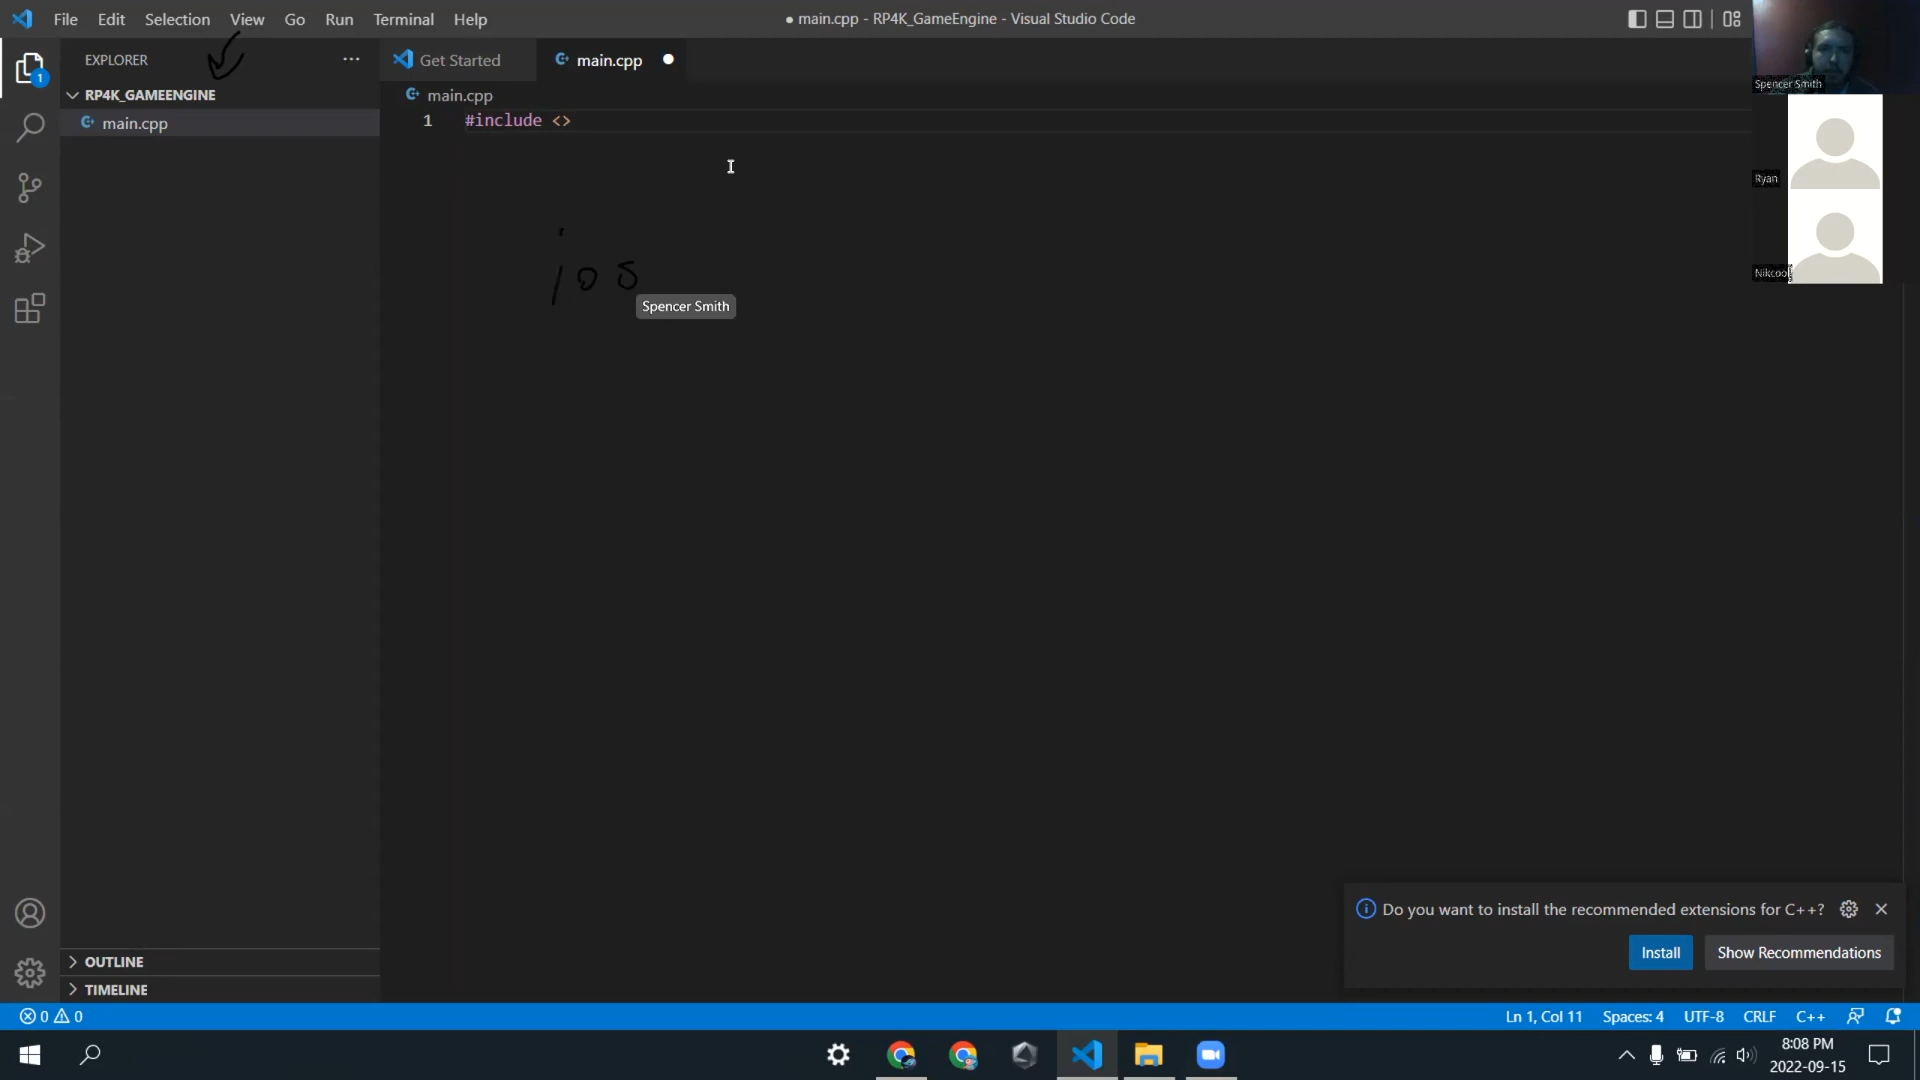 File Edit Selection View Go Run Terminal Help
● main.cpp - RP4K_GameEngine - Visual Studio Code
EXPLORER ···
Get Started
main.cpp ●
RP4K_GAMEENGINE
main.cpp
main.cpp
1 #include <>
Spencer Smith
Spencer Smith
Ryan
1
Do you want to install the recommended extensions for C++?
Install
Show Recommendations
OUTLINE
TIMELINE
0 0
Ln 1, Col 11 Spaces: 4 UTF-8 CRLF C++
8:08 PM
2022-09-15